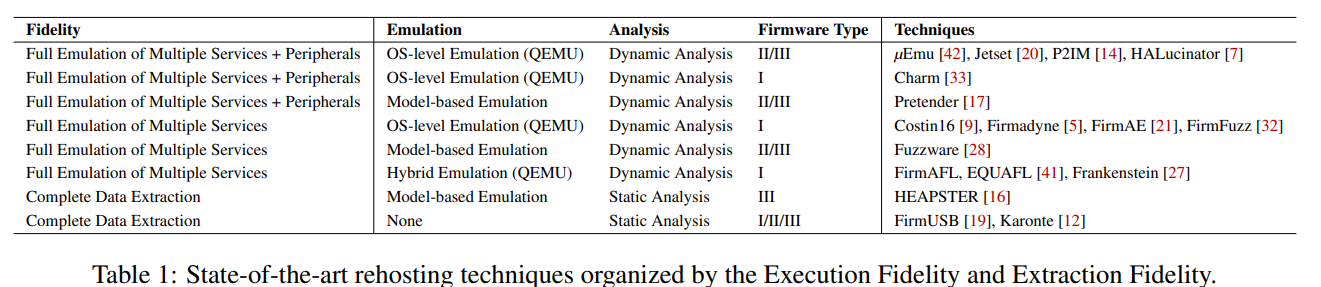 Fidelity Emulation Analysis Firmware Type Techniques
Full Emulation of Multiple Services + Peripherals OS-level Emulation (QEMU) Dynamic Analysis II/III μEmu [42], Jetset [20], P2IM [14], HALucinator [7]
Full Emulation of Multiple Services + Peripherals OS-level Emulation (QEMU) Dynamic Analysis I Charm [33]
Full Emulation of Multiple Services + Peripherals Model-based Emulation Dynamic Analysis II/III Pretender [17]
Full Emulation of Multiple Services OS-level Emulation (QEMU) Dynamic Analysis I Costin16 [9], Firmadyne [5], FirmAE [21], FirmFuzz [32]
Full Emulation of Multiple Services Model-based Emulation Dynamic Analysis II/III Fuzzware [28]
Full Emulation of Multiple Services Hybrid Emulation (QEMU) Dynamic Analysis I FirmAFL, EQUAFL [41], Frankenstein [27]
Complete Data Extraction Model-based Emulation Static Analysis III HEAPSTER [16]
Complete Data Extraction None Static Analysis I/II/III FirmUSB [19], Karonte [12]
Table 1: State-of-the-art rehosting techniques organized by the Execution Fidelity and Extraction Fidelity.